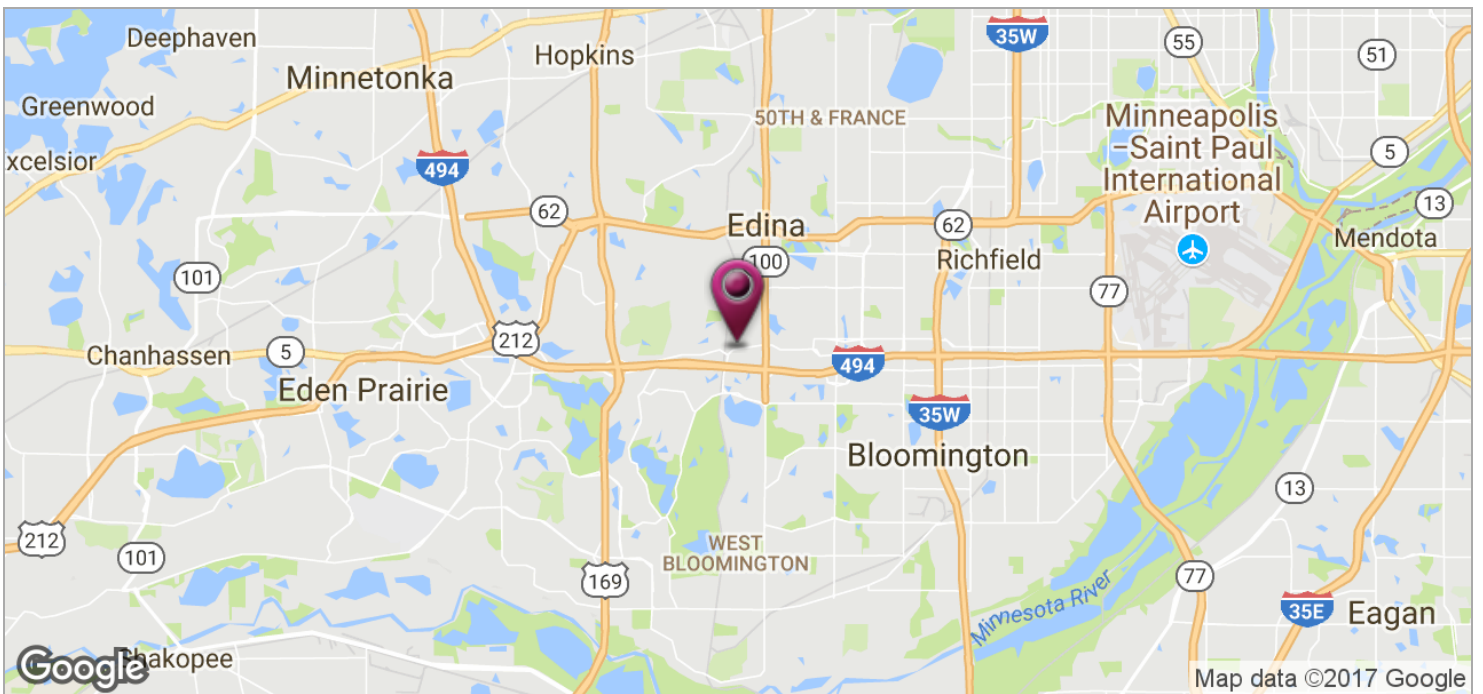 Deephaven
Hopkins
35W
55
51
Minnetonka
Greenwood
50TH & FRANCE
Minneapolis
–Saint Paul
International
Airport
xcelsior
494
5
62
13
Edina
62
Mendota
100
Richfield
101
77
212
Chanhassen
5
494
Eden Prairie
35W
Bloomington
13
212
101
WEST
BLOOMINGTON
169
77
Minnesota River
35E
Eagan
Google
Shakopee
Map data ©2017 Google